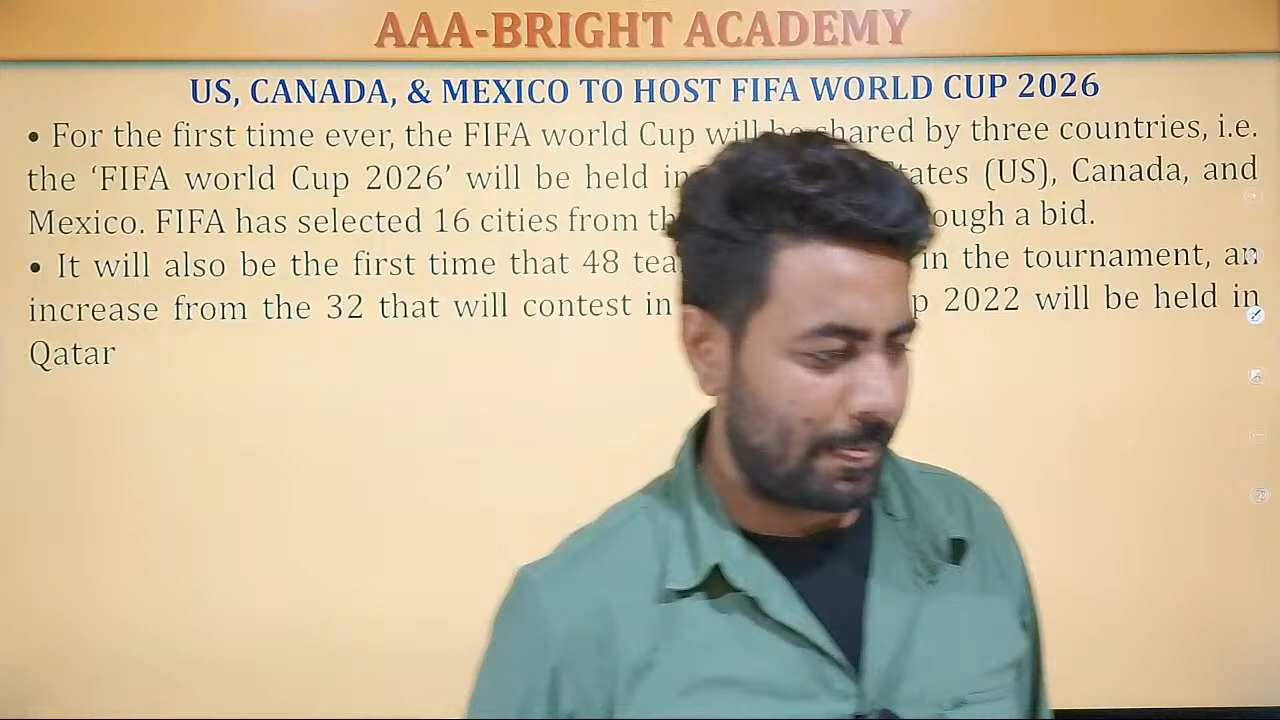 AAA-BRIGHT ACADEMY
US, CANADA, & MEXICO TO HOST FIFA WORLD CUP 2026
• For the first time ever, the FIFA world Cup will be shared by three countries, i.e.
the ‘FIFA world Cup 2026’ will be held in (US), Canada, and
Mexico. FIFA has selected 16 cities from a bid.
• It will also be the first time that 48 in the tournament, an
increase from the 32 that will contest in 2022 will be held in
Qatar